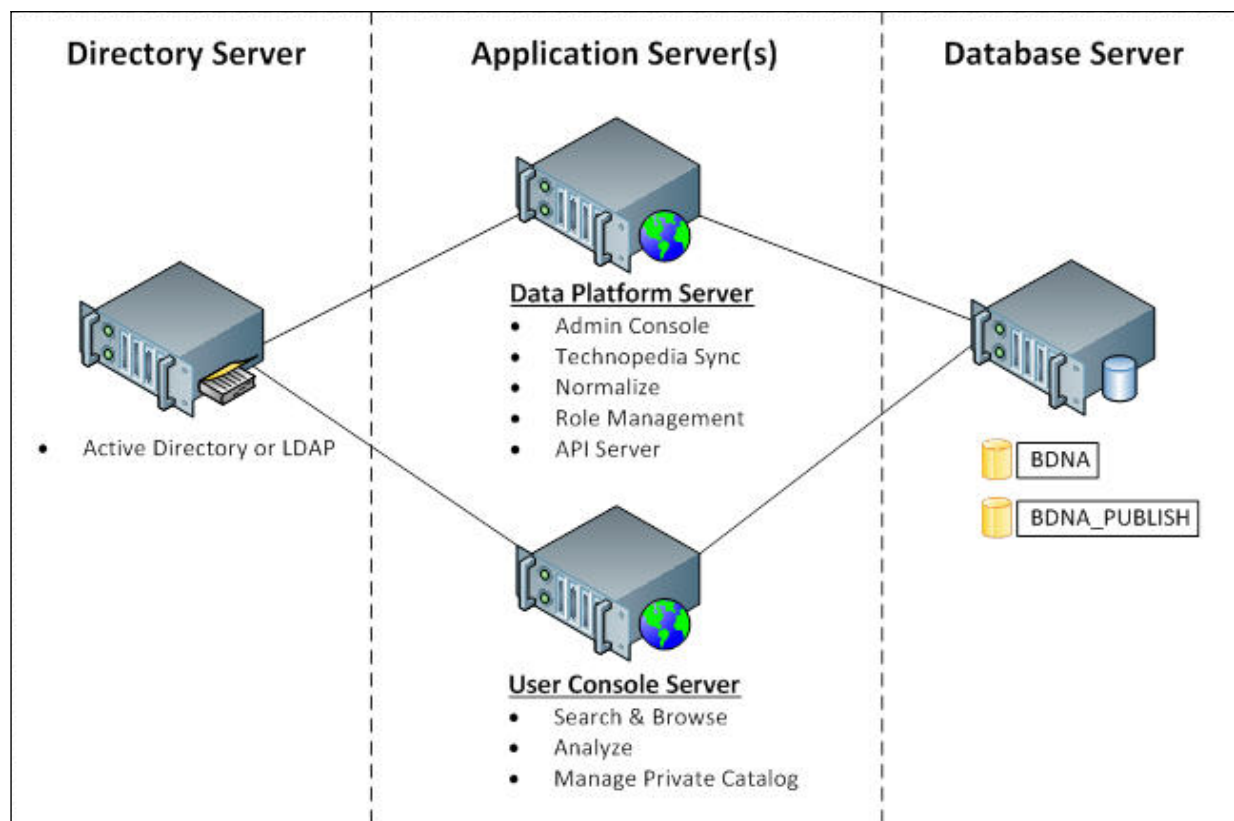 Directory Server
Application Server(s)
Database Server
Data Platform Server
• Admin Console
• Technopedia Sync
• Normalize
• Role Management
• API Server
• Active Directory or LDAP
BDNA
BDNA_PUBLISH
User Console Server
• Search & Browse
• Analyze
• Manage Private Catalog